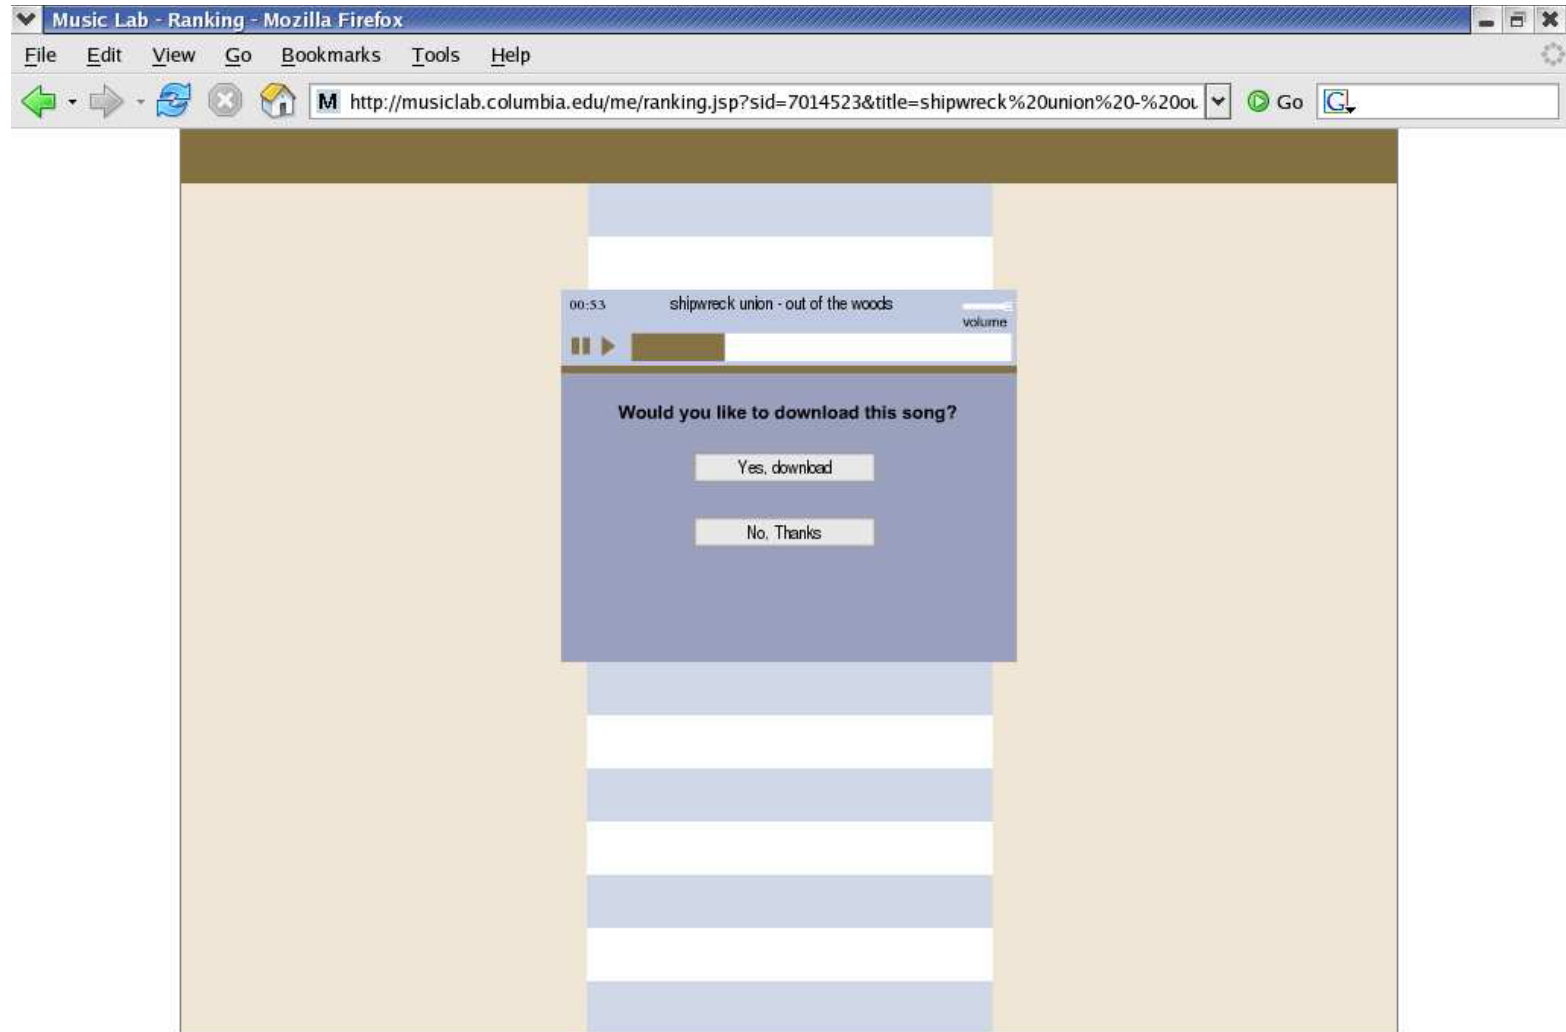 Music Lab - Ranking - Mozilla Firefox
File Edit View Go Bookmarks Tools Help
M http://musiclab.columbia.edu/me/ranking.jsp?sid=7014523&title=shipwreck%20union%20-%20ou Go G
00:53 shipwreck union - out of the woods
volume
Would you like to download this song?
Yes, download
No, Thanks